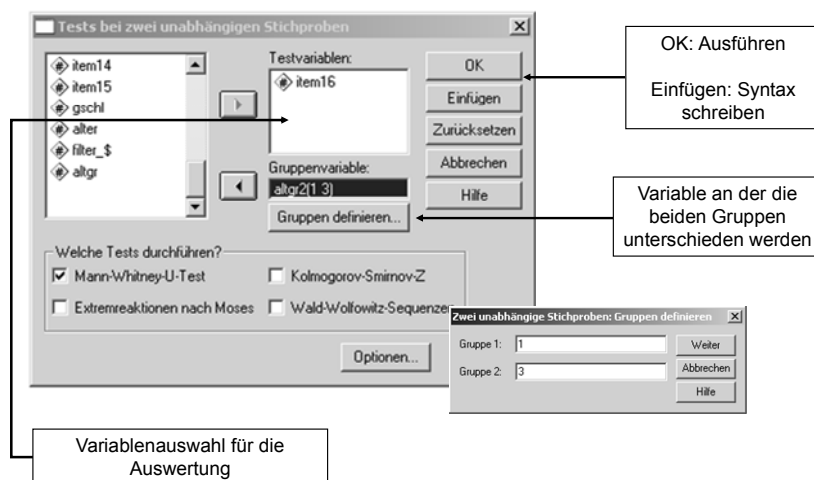 Tests bei zwei unabhängigen Stichproben
item14
item15
gschl
alter
filter_$
altgr
Testvariablen:
item16
Gruppenvariable:
altgr2(1 3)
Gruppen definieren...
OK
Einfügen
Zurücksetzen
Abbrechen
Hilfe
Welche Tests durchführen?
Mann-Whitney-U-Test
Kolmogorov-Smirnov-Z
Extremreaktionen nach Moses
Wald-Wolfowitz-Sequenzen
Optionen...
OK: Ausführen
Einfügen: Syntax
schreiben
Variable an der die
beiden Gruppen
unterschieden werden
Zwei unabhängige Stichproben: Gruppen definieren
Gruppe 1: 1
Gruppe 2: 3
Weiter
Abbrechen
Hilfe
Variablenauswahl für die
Auswertung